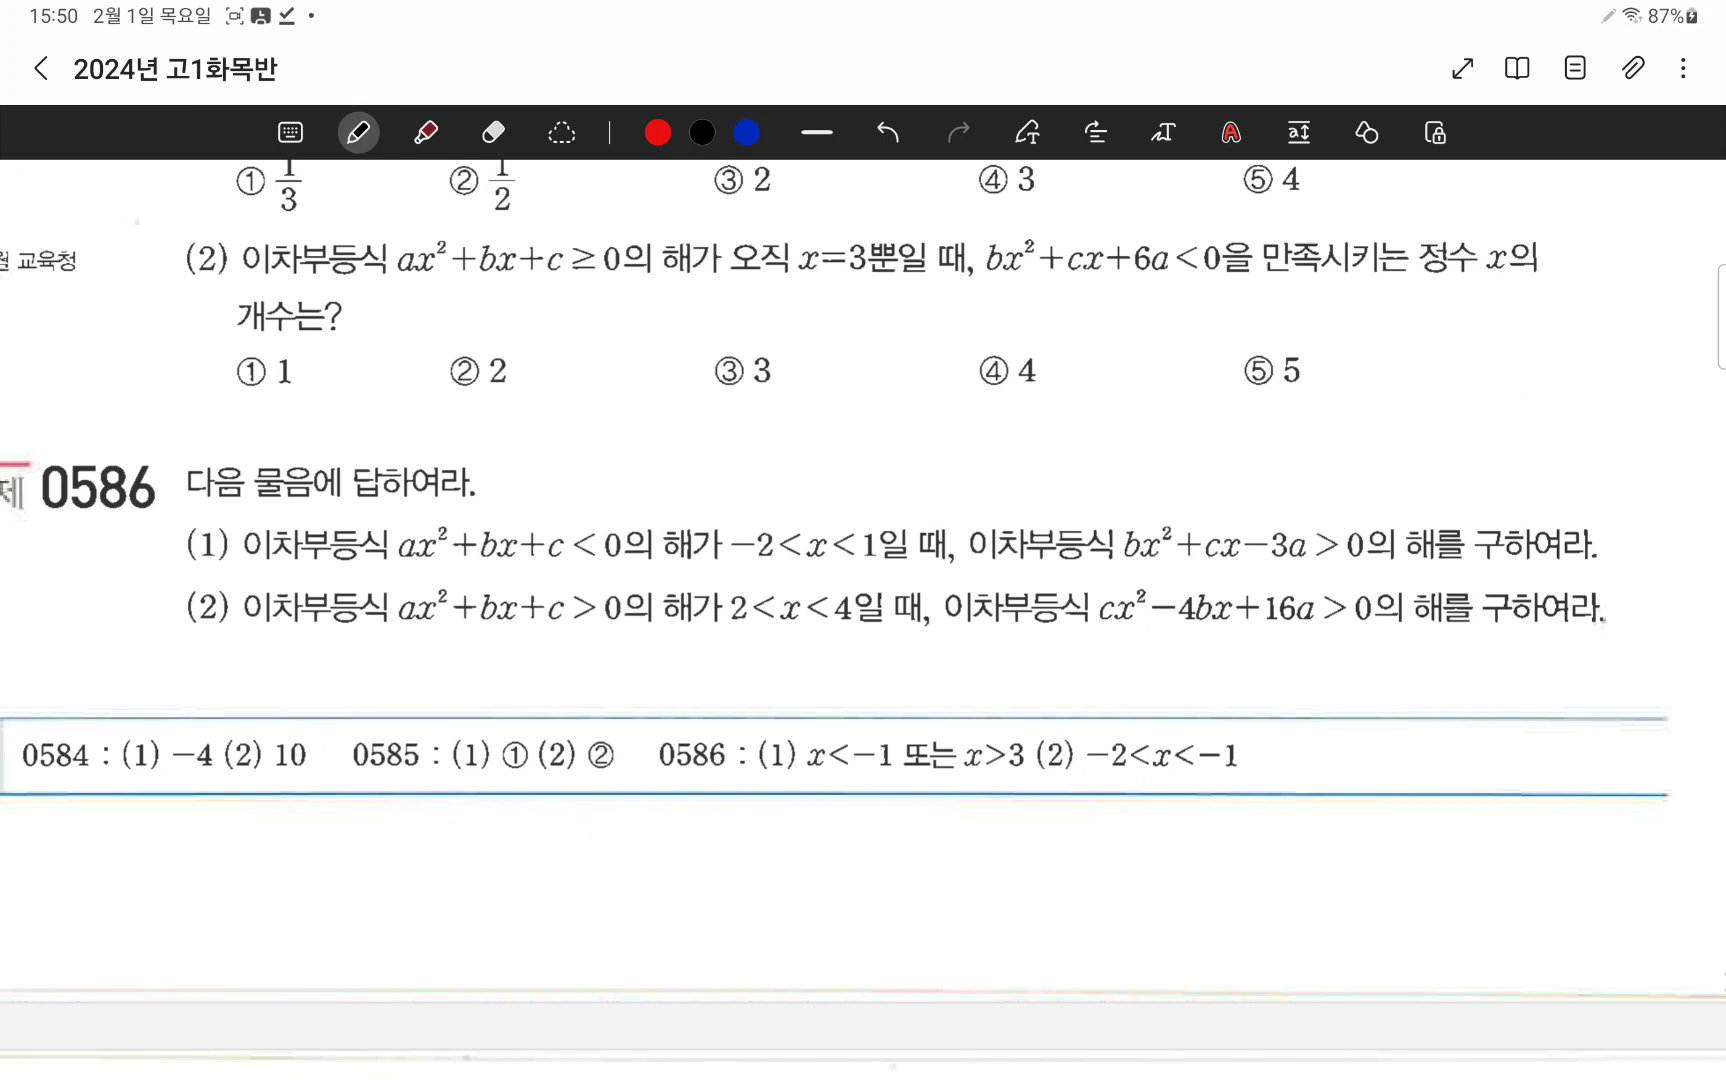 15:50 2월 1일 목요일
87%
2024년 고1화목반
① 1/3 ② 1/2 ③ 2 ④ 3 ⑤ 4
교육청
(2) 이차부등식 ax²+bx+c≥0의 해가 오직 x=3뿐일 때, bx²+cx+6a<0을 만족시키는 정수 x의
개수는?
① 1 ② 2 ③ 3 ④ 4 ⑤ 5
제 0586 다음 물음에 답하여라.
(1) 이차부등식 ax²+bx+c<0의 해가 −2<x<1일 때, 이차부등식 bx²+cx−3a>0의 해를 구하여라.
(2) 이차부등식 ax²+bx+c>0의 해가 2<x<4일 때, 이차부등식 cx²−4bx+16a>0의 해를 구하여라.
0584 : (1) −4 (2) 10 0585 : (1) ① (2) ② 0586 : (1) x<−1 또는 x>3 (2) −2<x<−1